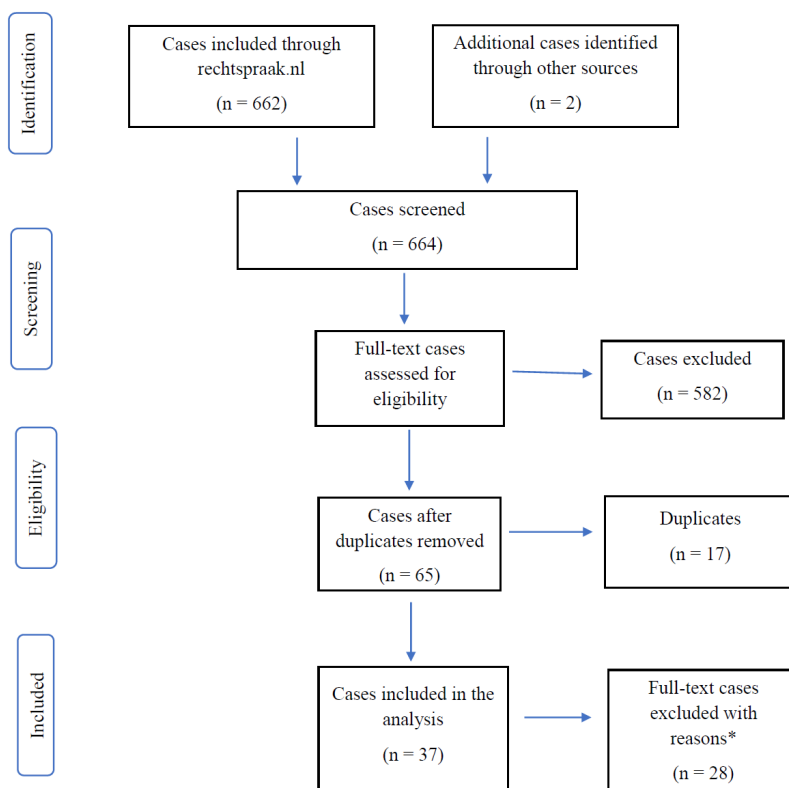 Identification
Cases included through
rechtspraak.nl
(n = 662)
Additional cases identified
through other sources
(n = 2)
Screening
Cases screened
(n = 664)
Full-text cases
assessed for
eligibility
Cases excluded
(n = 582)
Eligibility
Cases after
duplicates removed
(n = 65)
Duplicates
(n = 17)
Included
Cases included in the
analysis
(n = 37)
Full-text cases
excluded with
reasons*
(n = 28)